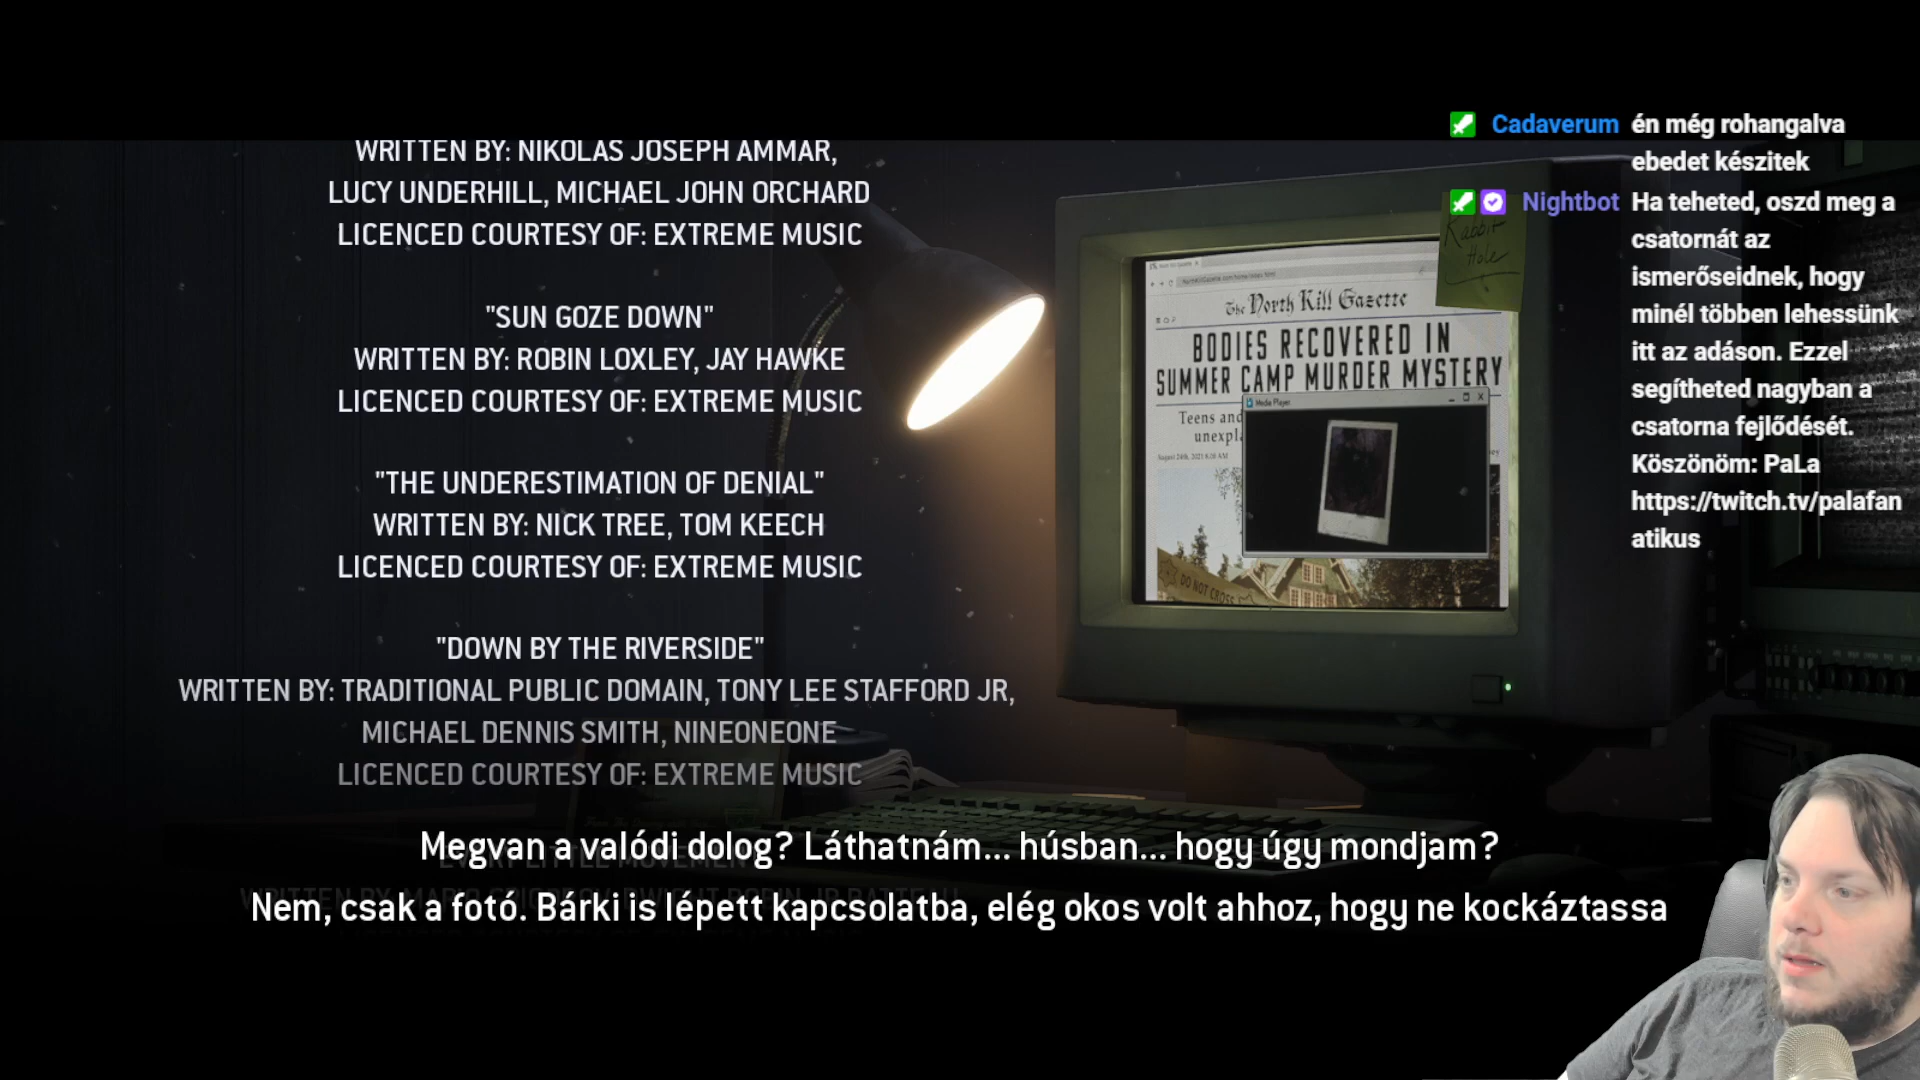 WRITTEN BY: NIKOLAS JOSEPH AMMAR,
LUCY UNDERHILL, MICHAEL JOHN ORCHARD
LICENCED COURTESY OF: EXTREME MUSIC
"SUN GOZE DOWN"
WRITTEN BY: ROBIN LOXLEY, JAY HAWKE
LICENCED COURTESY OF: EXTREME MUSIC
"THE UNDERESTIMATION OF DENIAL"
WRITTEN BY: NICK TREE, TOM KEECH
LICENCED COURTESY OF: EXTREME MUSIC
"DOWN BY THE RIVERSIDE"
WRITTEN BY: TRADITIONAL PUBLIC DOMAIN, TONY LEE STAFFORD JR,
MICHAEL DENNIS SMITH, NINEONEONE
LICENCED COURTESY OF: EXTREME MUSIC
Megvan a valódi dolog? Láthatnám... húsban... hogy úgy mondjam?
Nem, csak a fotó. Bárki is lépett kapcsolatba, elég okos volt ahhoz, hogy ne kockáztassa
Rabbit
Hole
The North Kill Gazette
BODIES RECOVERED IN
SUMMER CAMP MURDER MYSTERY
Teens and
unexpl
Media Player
DO NOT CROSS
Cadaverum én még rohangalva
ebedet készitek
Nightbot Ha teheted, oszd meg a
csatornát az
ismerőseidnek, hogy
minél többen lehessünk
itt az adáson. Ezzel
segítheted nagyban a
csatorna fejlődését.
Köszönöm: PaLa
https://twitch.tv/palafan
atikus